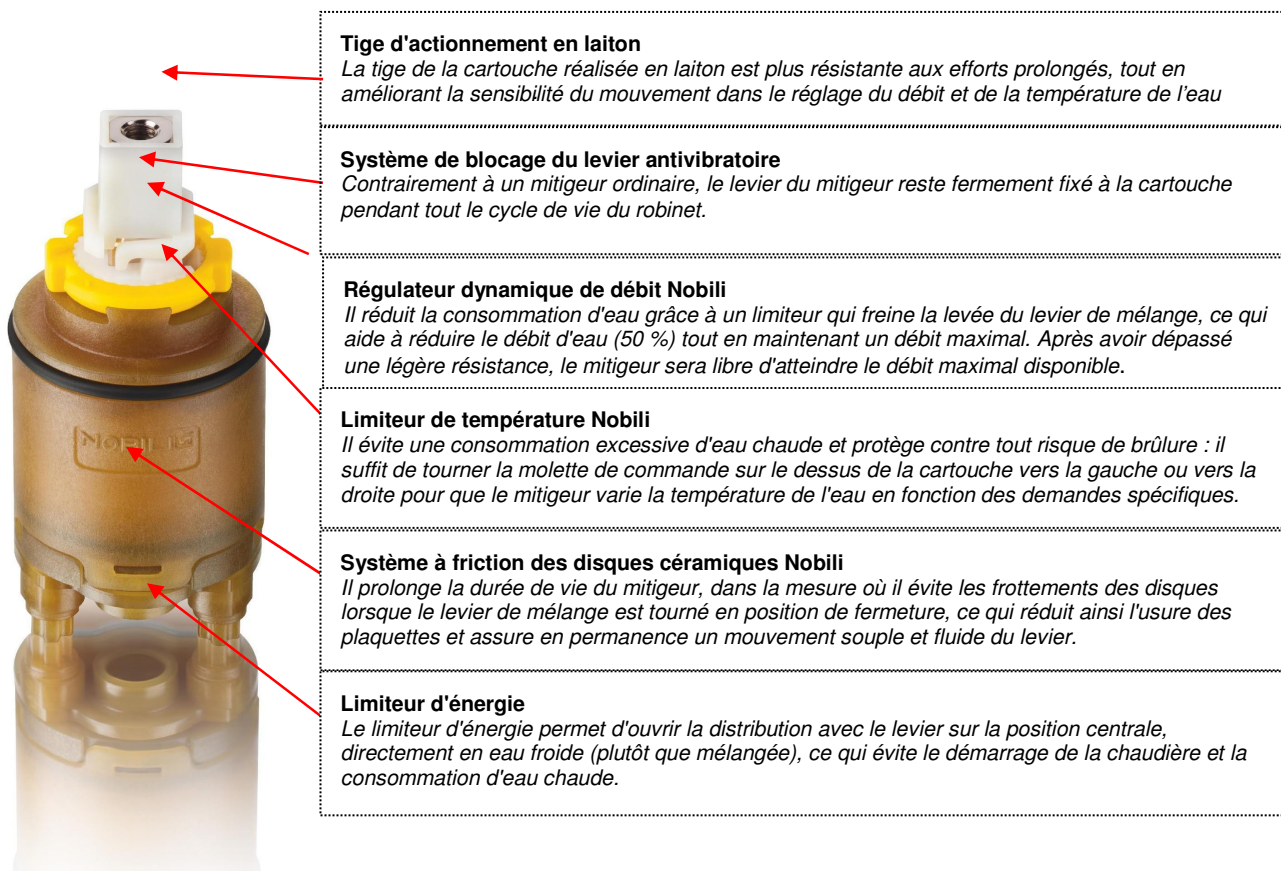 Tige d'actionnement en laiton
La tige de la cartouche réalisée en laiton est plus résistante aux efforts prolongés, tout en
améliorant la sensibilité du mouvement dans le réglage du débit et de la température de l'eau
Système de blocage du levier antivibratoire
Contrairement à un mitigeur ordinaire, le levier du mitigeur reste fermement fixé à la cartouche
pendant tout le cycle de vie du robinet.
Régulateur dynamique de débit Nobili
Il réduit la consommation d'eau grâce à un limiteur qui freine la levée du levier de mélange, ce qui
aide à réduire le débit d'eau (50 %) tout en maintenant un débit maximal. Après avoir dépassé
une légère résistance, le mitigeur sera libre d'atteindre le débit maximal disponible.
Limiteur de température Nobili
Il évite une consommation excessive d'eau chaude et protège contre tout risque de brûlure : il
suffit de tourner la molette de commande sur le dessus de la cartouche vers la gauche ou vers la
droite pour que le mitigeur varie la température de l'eau en fonction des demandes spécifiques.
NOBILI
Système à friction des disques céramiques Nobili
Il prolonge la durée de vie du mitigeur, dans la mesure où il évite les frottements des disques
lorsque le levier de mélange est tourné en position de fermeture, ce qui réduit ainsi l'usure des
plaquettes et assure en permanence un mouvement souple et fluide du levier.
Limiteur d'énergie
Le limiteur d'énergie permet d'ouvrir la distribution avec le levier sur la position centrale,
directement en eau froide (plutôt que mélangée), ce qui évite le démarrage de la chaudière et la
consommation d'eau chaude.